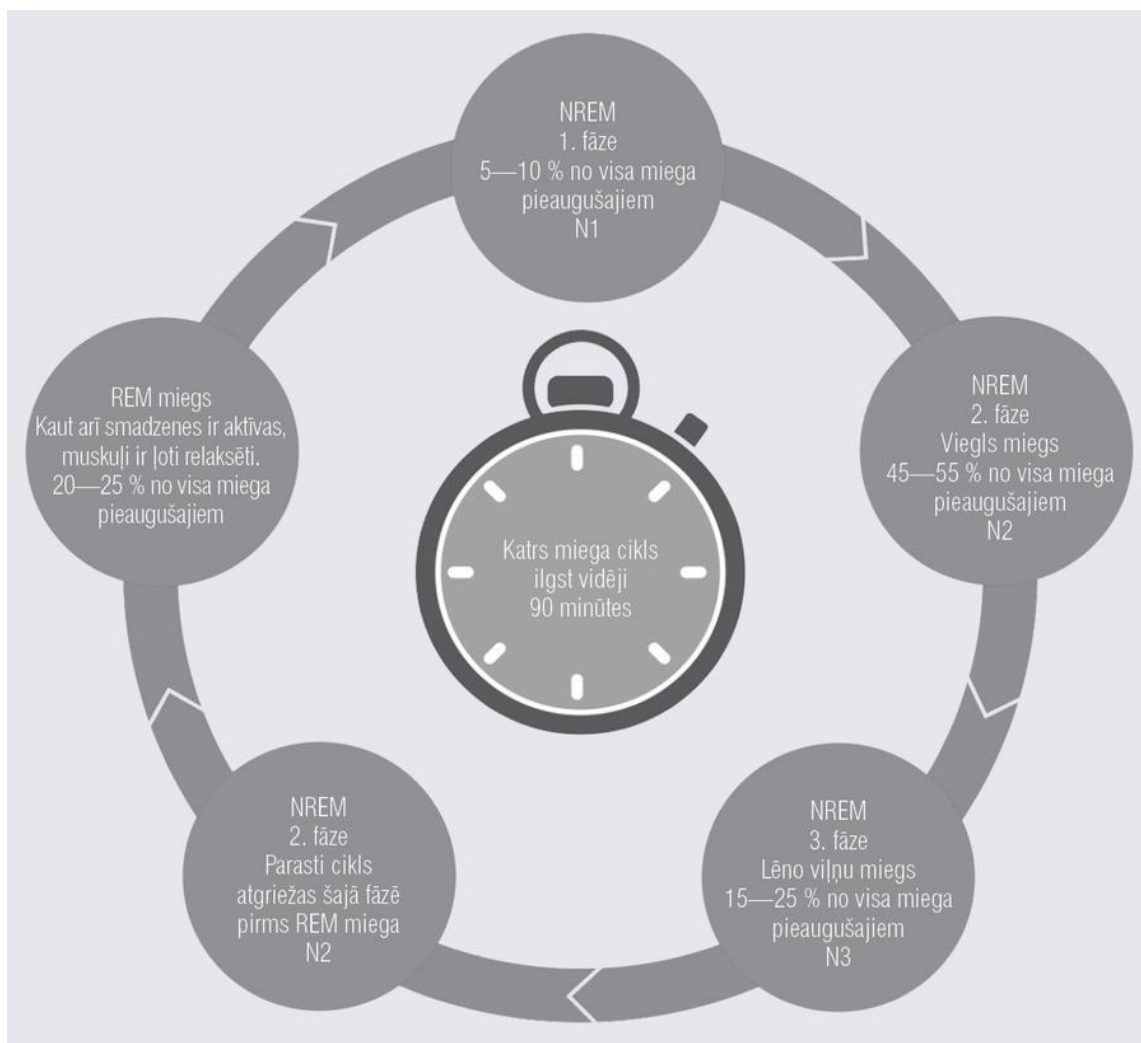 NREM
1. fāze
5—10 % no visa miega
pieaugušajiem
N1
NREM
2. fāze
Viegls miegs
45—55 % no visa miega
pieaugušajiem
N2
NREM
3. fāze
Lēno viļņu miegs
15—25 % no visa miega
pieaugušajiem
N3
NREM
2. fāze
Parasti cikls
atgriežas šajā fāzē
pirms REM miega
N2
REM miegs
Kaut arī smadzenes ir aktīvas,
muskuļi ir ļoti relaksēti.
20—25 % no visa miega
pieaugušajiem
Katrs miega cikls
ilgst vidēji
90 minūtes